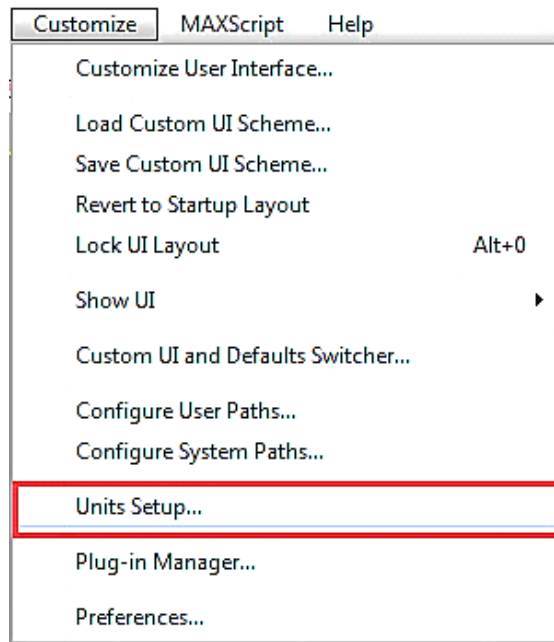 Customize MAXScript Help
Customize User Interface...
Load Custom UI Scheme...
Save Custom UI Scheme...
Revert to Startup Layout
Lock UI Layout Alt+0
Show UI
Custom UI and Defaults Switcher...
Configure User Paths...
Configure System Paths...
Units Setup...
Plug-in Manager...
Preferences...